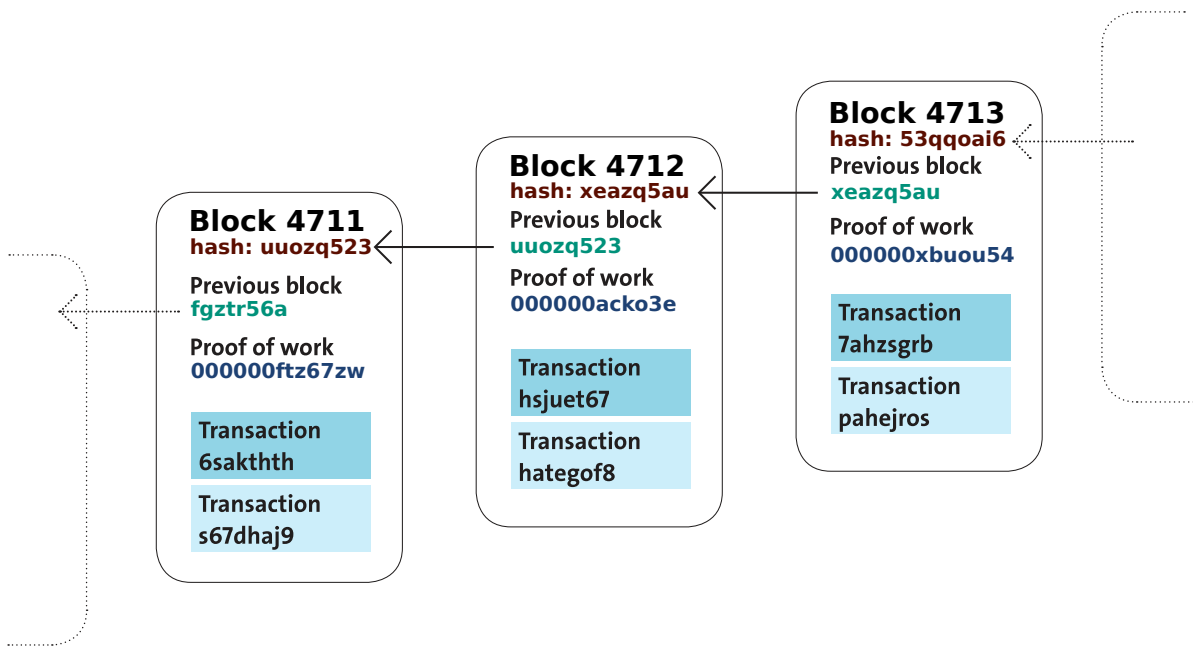 Block 4711
hash: uuozq523
Previous block
fgztr56a
Proof of work
000000ftz67zw
Transaction
6sakthth
Transaction
s67dhaj9
Block 4712
hash: xeazq5au
Previous block
uuozq523
Proof of work
000000acko3e
Transaction
hsjuet67
Transaction
hategof8
Block 4713
hash: 53qqoai6
Previous block
xeazq5au
Proof of work
000000xbuou54
Transaction
7ahzsgrb
Transaction
pahejros